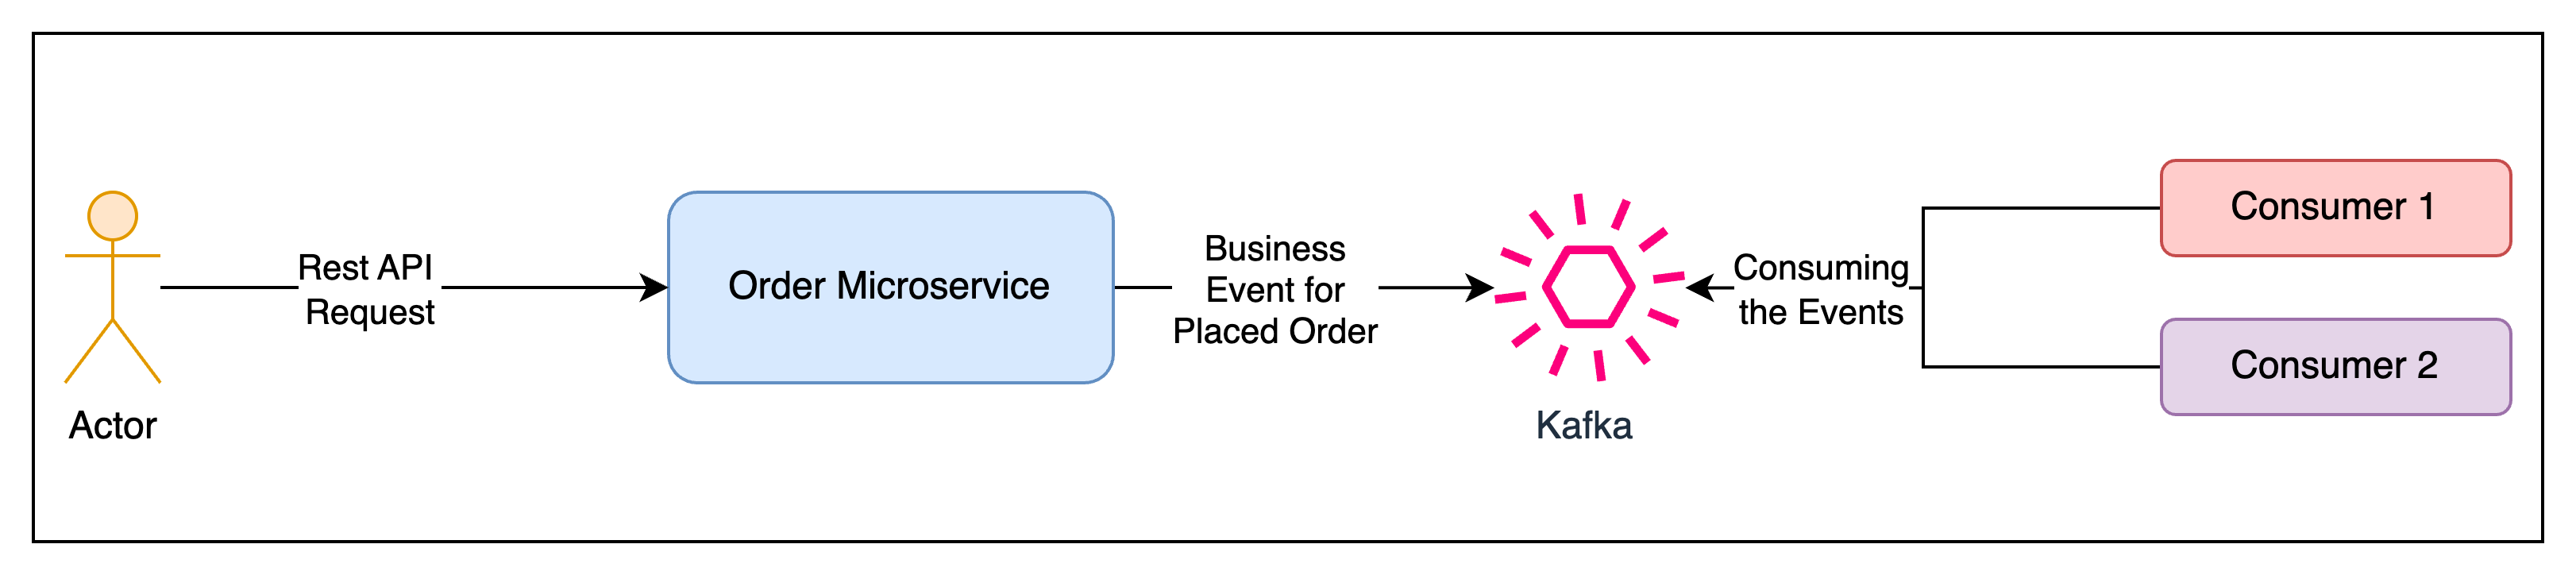 Actor
Rest API
Request
Order Microservice
Business
Event for
Placed Order
Kafka
Consuming
the Events
Consumer 1
Consumer 2